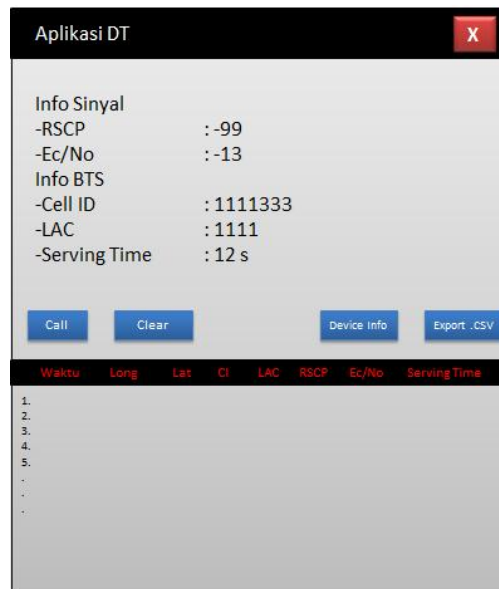 Aplikasi DT X
Info Sinyal
-RSCP : -99
-Ec/No : -13
Info BTS
-Cell ID : 1111333
-LAC : 1111
-Serving Time : 12 s
Call Clear Device Info Export .CSV
Waktu Long Lat CI LAC RSCP Ec/No Serving Time
1.
2.
3.
4.
5.
.
.
.